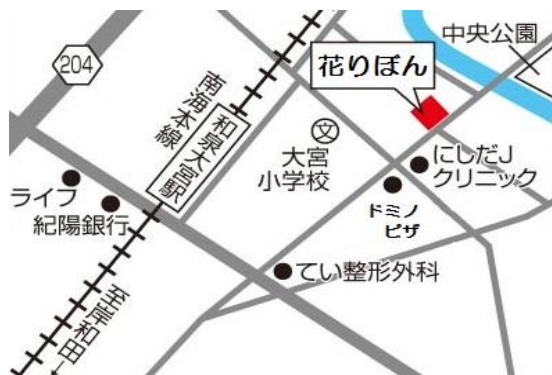 中央公園
204
花りぼん
南海本線
和泉大宮駅
文
大宮
小学校
にしだJ
クリニック
ライフ
紀陽銀行
ドミノ
ピザ
てい整形外科
至岸和田